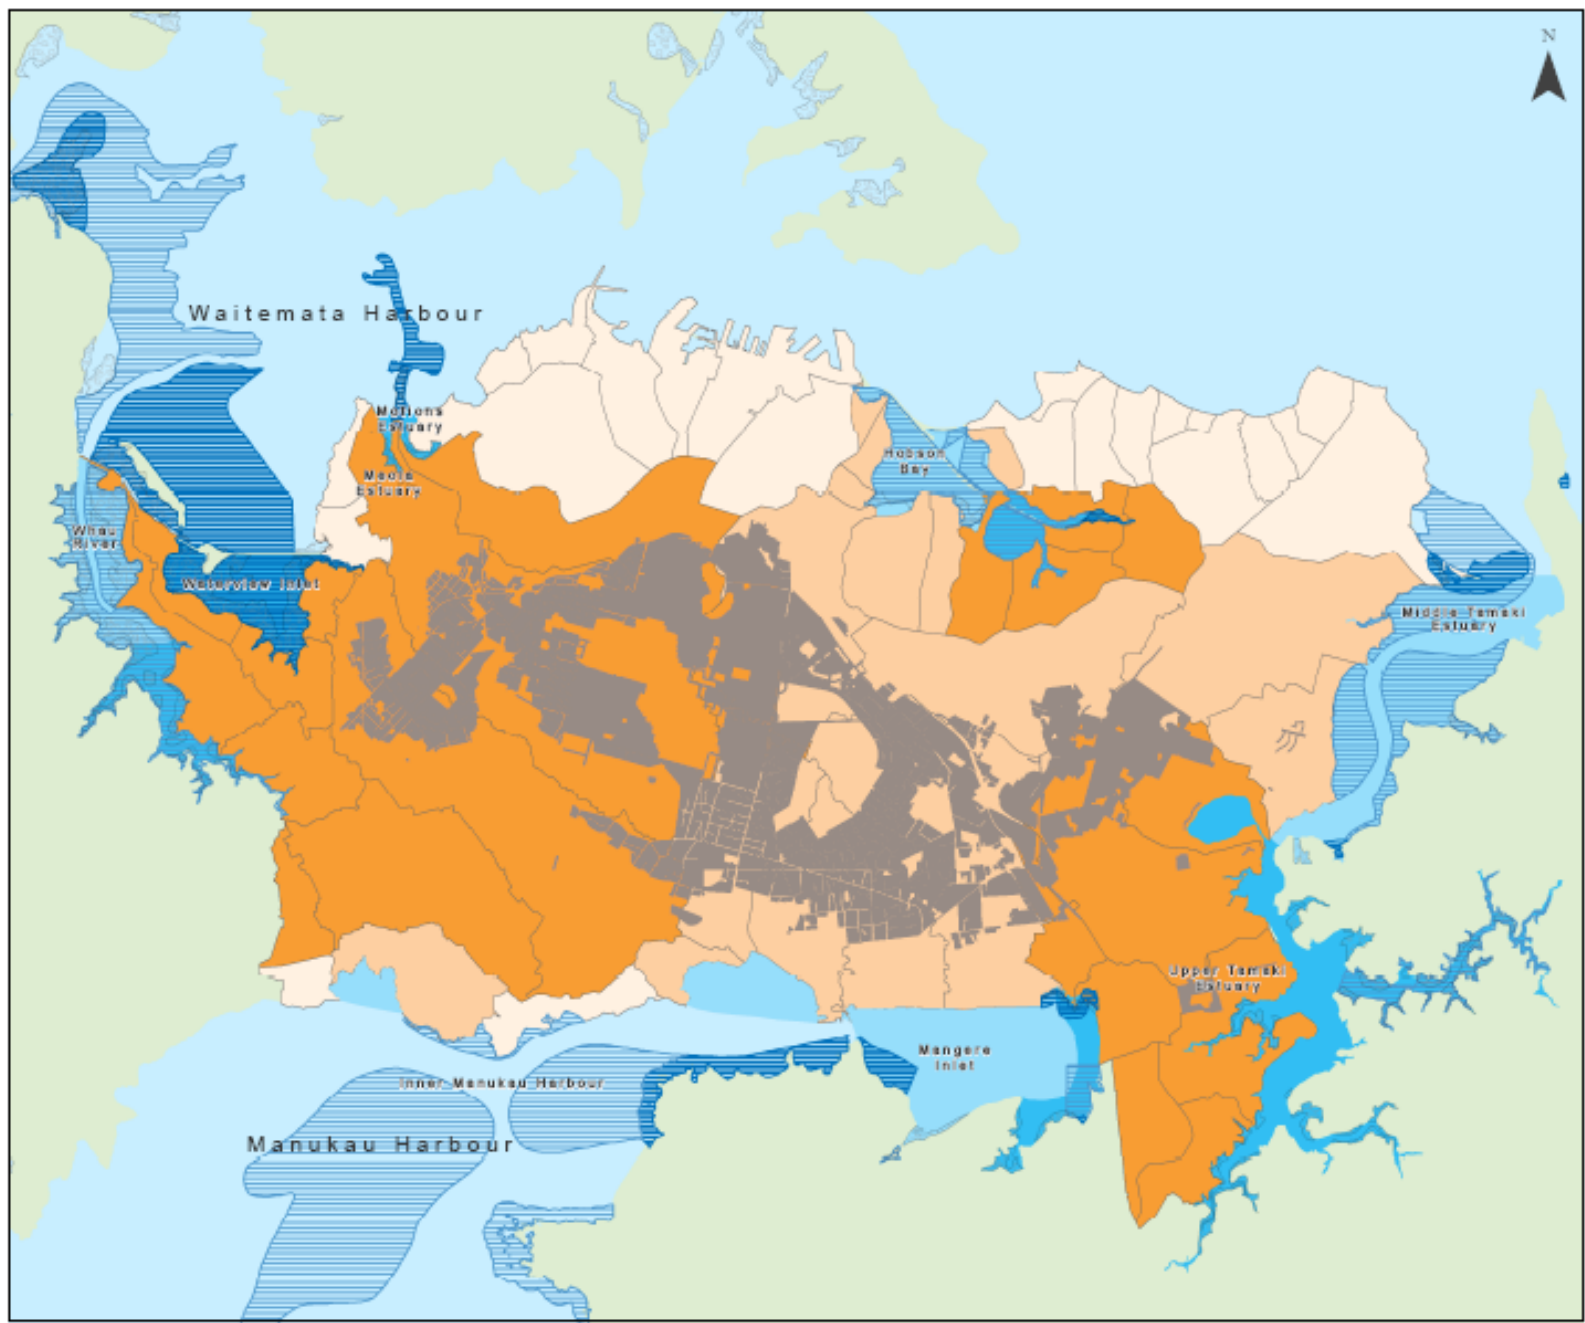 N
Waitemata Harbour
Motions
Estuary
Meola
Estuary
Hobson
Bay
Whau
River
Waterview Inlet
Middle Tamaki
Estuary
Upper Tamaki
Estuary
Mangere
Inlet
Inner Manukau Harbour
Manukau Harbour